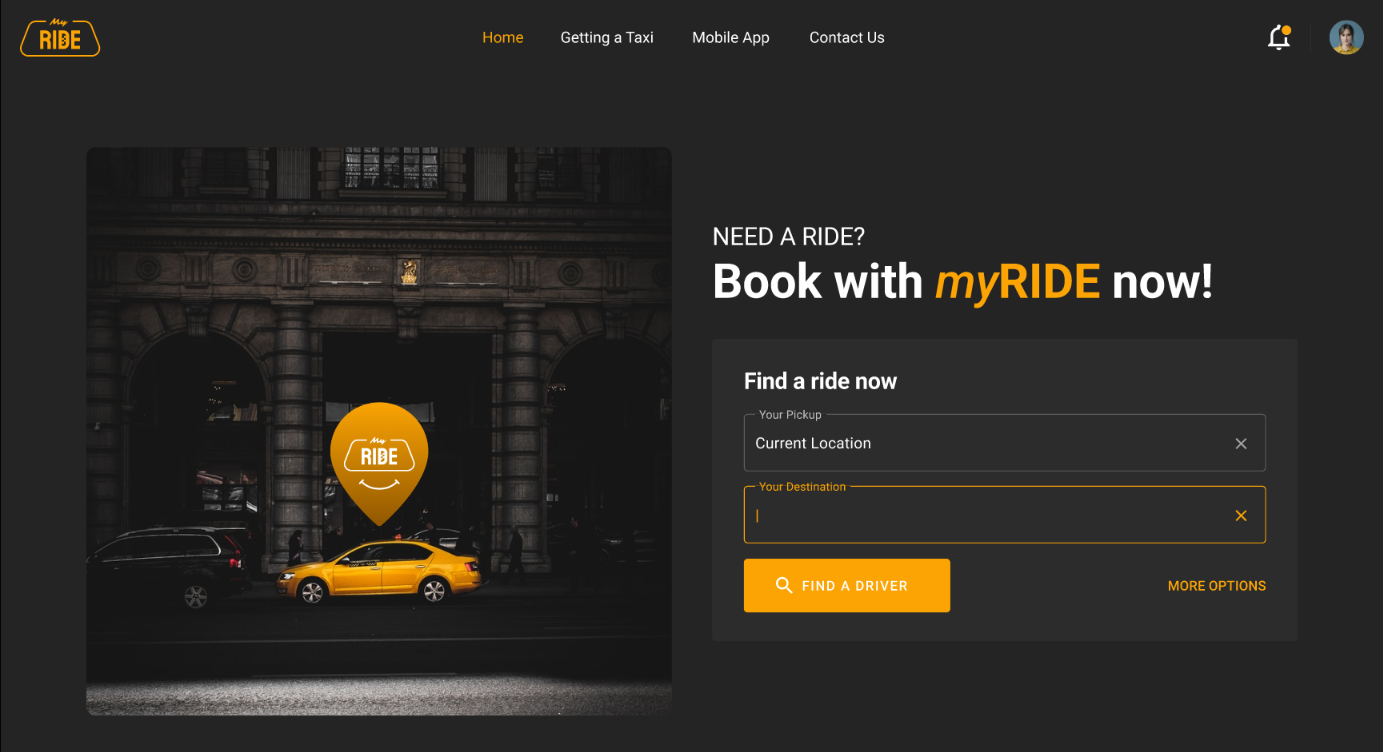 My
RIDE
Home
Getting a Taxi
Mobile App
Contact Us
NEED A RIDE?
Book with myRIDE now!
My
RIDE
Find a ride now
Your Pickup
Current Location
Your Destination
FIND A DRIVER
MORE OPTIONS